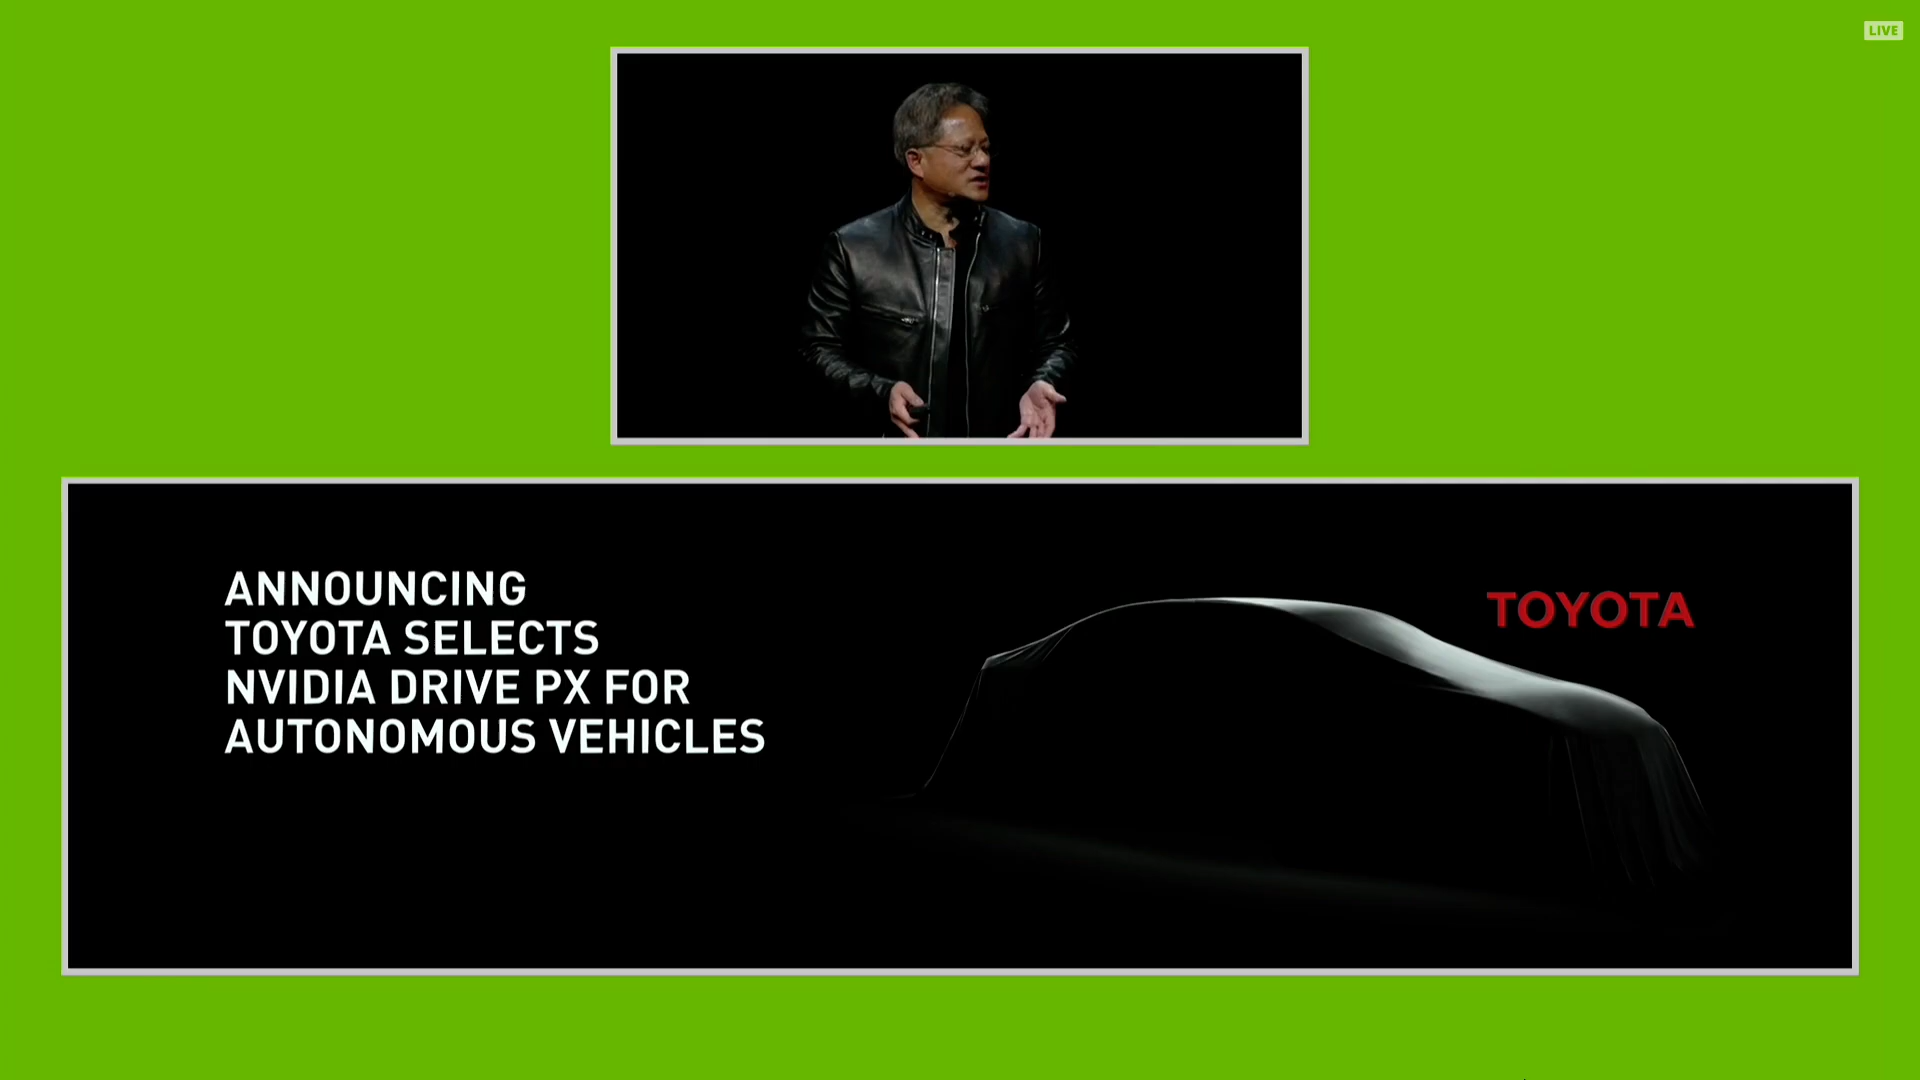 LIVE
ANNOUNCING
TOYOTA SELECTS
NVIDIA DRIVE PX FOR
AUTONOMOUS VEHICLES
TOYOTA